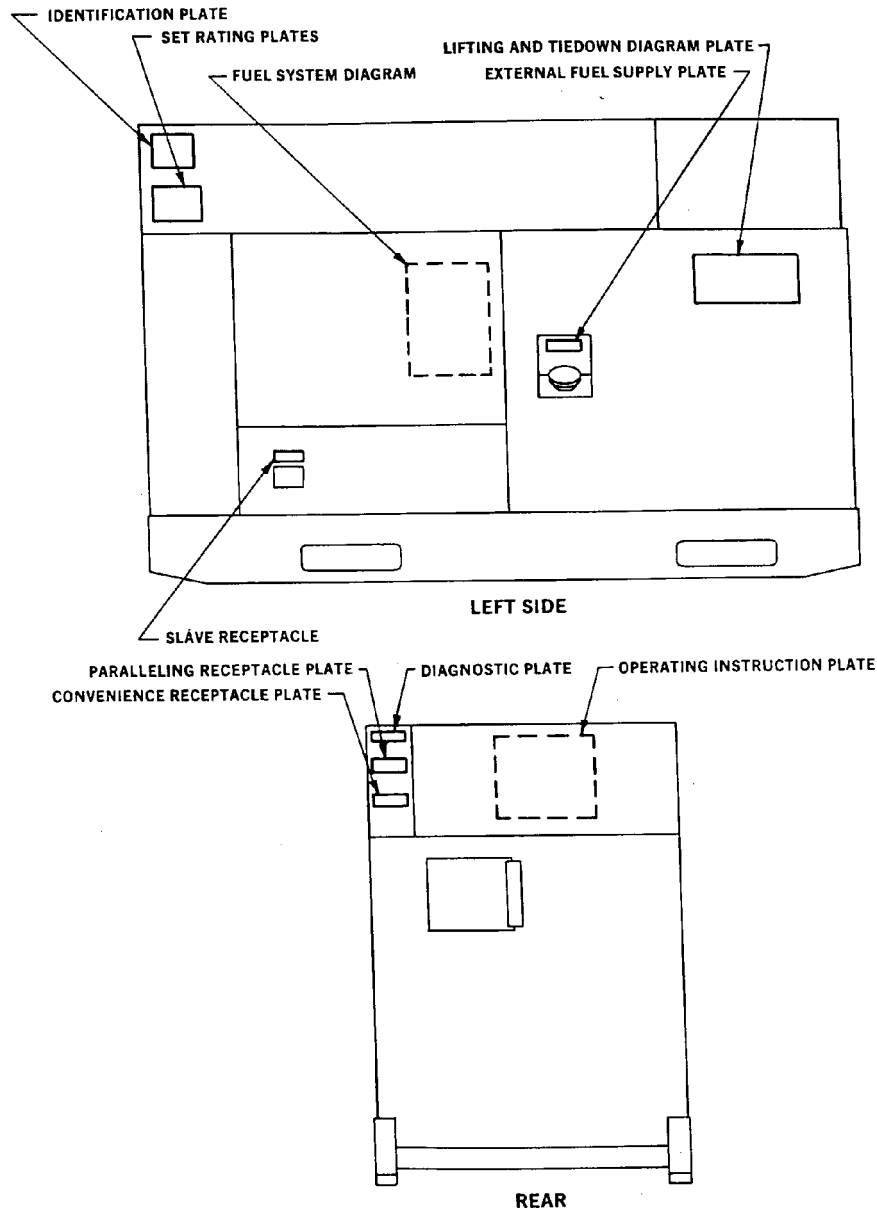 IDENTIFICATION PLATE
SET RATING PLATES
FUEL SYSTEM DIAGRAM
LIFTING AND TIEDOWN DIAGRAM PLATE
EXTERNAL FUEL SUPPLY PLATE
LEFT SIDE
SLAVE RECEPTACLE
PARALLELING RECEPTACLE PLATE
CONVENIENCE RECEPTACLE PLATE
DIAGNOSTIC PLATE
OPERATING INSTRUCTION PLATE
REAR